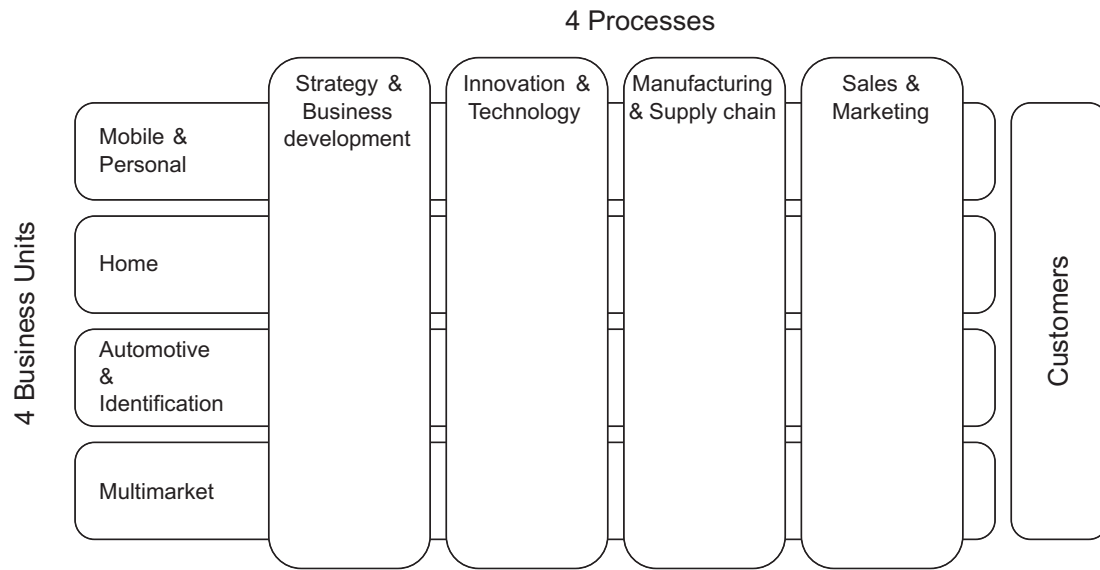 4 Processes
Strategy &
Business
development
Innovation &
Technology
Manufacturing
& Supply chain
Sales &
Marketing
Mobile &
Personal
Home
Automotive
&
Identification
Multimarket
4 Business Units
Customers